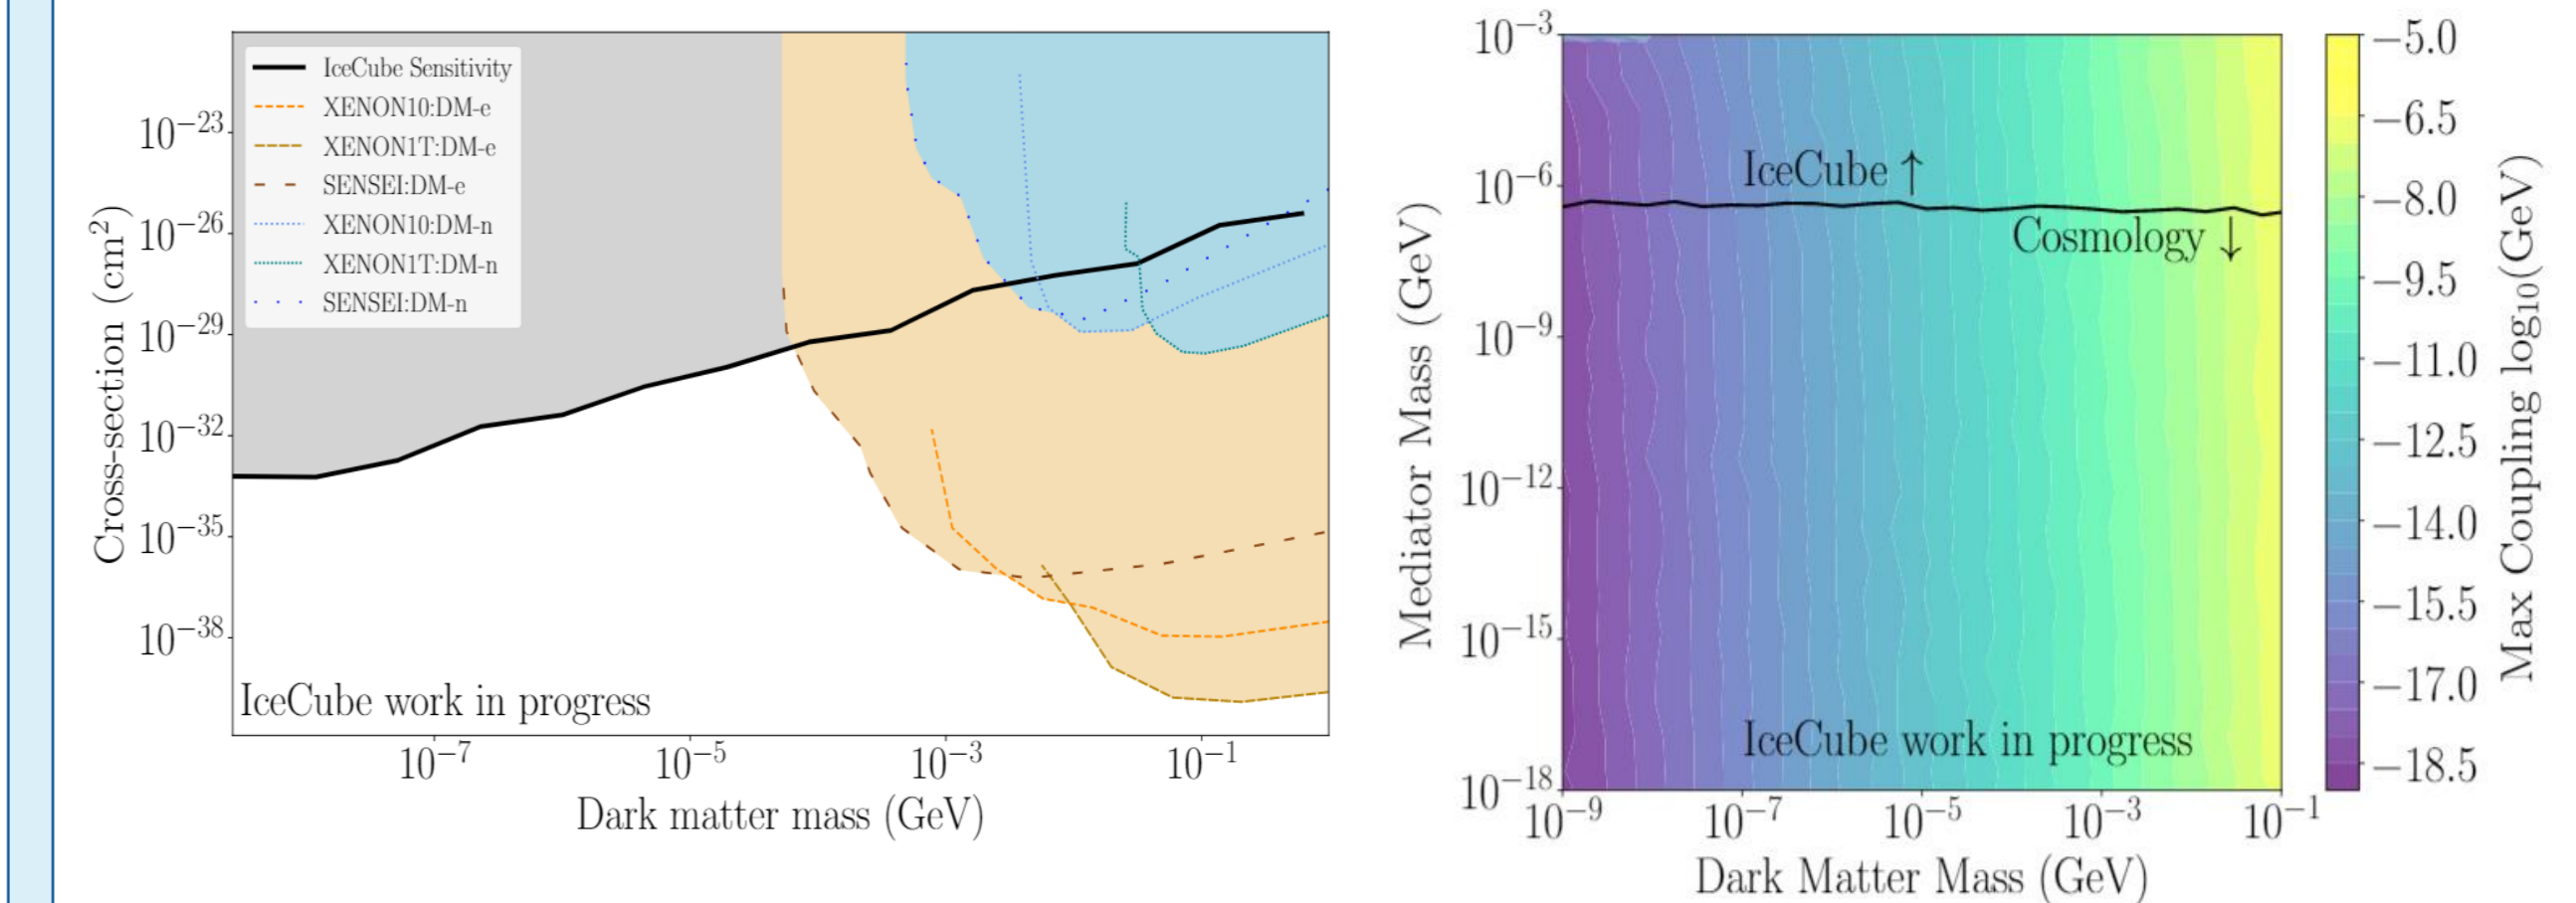 IceCube Sensitivity
XENON10:DM-e
XENON1T:DM-e
SENSEI:DM-e
XENON10:DM-n
XENON1T:DM-n
SENSEI:DM-n
Cross-section (cm²)
10⁻²³
10⁻²⁶
10⁻²⁹
10⁻³²
10⁻³⁵
10⁻³⁸
IceCube work in progress
10⁻⁷ 10⁻⁵ 10⁻³ 10⁻¹
Dark matter mass (GeV)
Mediator Mass (GeV)
10⁻³
10⁻⁶
10⁻⁹
10⁻¹²
10⁻¹⁵
10⁻¹⁸
IceCube ↑
Cosmology ↓
IceCube work in progress
10⁻⁹ 10⁻⁷ 10⁻⁵ 10⁻³ 10⁻¹
Dark Matter Mass (GeV)
−5.0
−6.5
−8.0
−9.5
−11.0
−12.5
−14.0
−15.5
−17.0
−18.5
Max Coupling log₁₀(GeV)